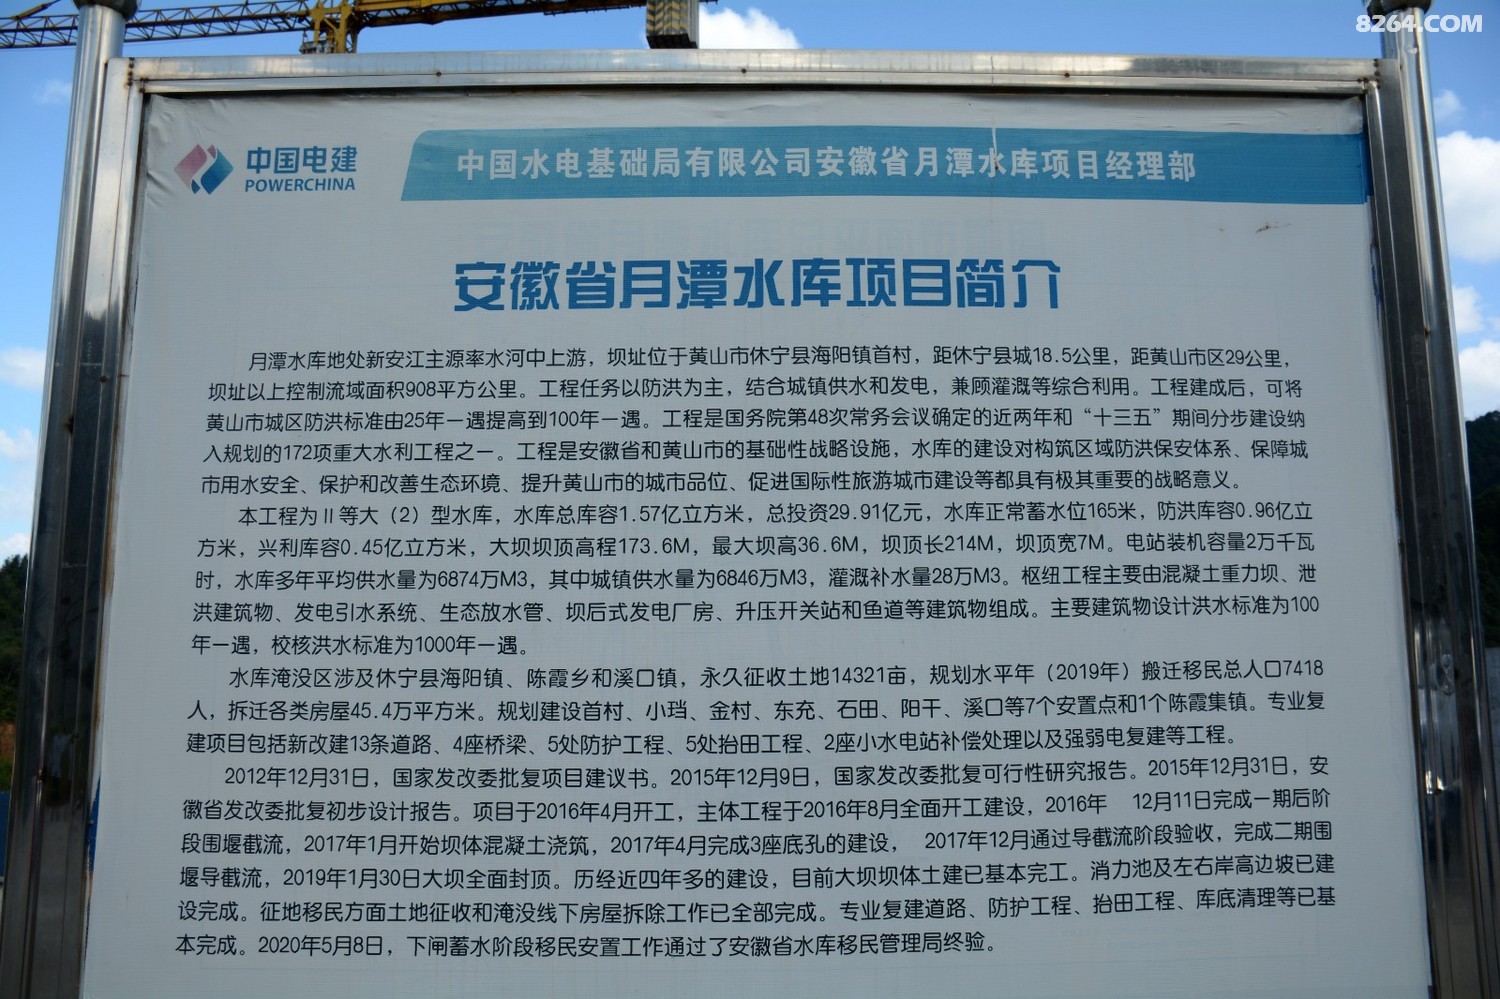 8264.COM
中国电建
POWERCHINA
中国水电基础局有限公司安徽省月潭水库项目经理部
安徽省月潭水库项目简介
月潭水库地处新安江主源率水河中上游，坝址位于黄山市休宁县海阳镇首村，距休宁县城18.5公里，距黄山市区29公里，
坝址以上控制流域面积908平方公里。工程任务以防洪为主，结合城镇供水和发电，兼顾灌溉等综合利用。工程建成后，可将
黄山市城区防洪标准由25年一遇提高到100年一遇。工程是国务院第48次常务会议确定的近两年和“十三五”期间分步建设纳
入规划的172项重大水利工程之一。工程是安徽省和黄山市的基础性战略设施，水库的建设对构筑区域防洪保安体系、保障城
市用水安全、保护和改善生态环境、提升黄山市的城市品位、促进国际性旅游城市建设等都具有极其重要的战略意义。
本工程为II等大（2）型水库，水库总库容1.57亿立方米，总投资29.91亿元，水库正常蓄水位165米，防洪库容0.96亿立
方米，兴利库容0.45亿立方米，大坝坝顶高程173.6M，最大坝高36.6M，坝顶长214M，坝顶宽7M。电站装机容量2万千瓦
时，水库多年平均供水量为6874万M3，其中城镇供水量为6846万M3，灌溉补水量28万M3。枢纽工程主要由混凝土重力坝、泄
洪建筑物、发电引水系统、生态放水管、坝后式发电厂房、升压开关站和鱼道等建筑物组成。主要建筑物设计洪水标准为100
年一遇，校核洪水标准为1000年一遇。
水库淹没区涉及休宁县海阳镇、陈霞乡和溪口镇，永久征收土地14321亩，规划水平年（2019年）搬迁移民总人口7418
人，拆迁各类房屋45.4万平方米。规划建设首村、小珰、金村、东充、石田、阳干、溪口等7个安置点和1个陈霞集镇。专业复
建项目包括新改建13条道路、4座桥梁、5处防护工程、5处抬田工程、2座小水电站补偿处理以及强弱电复建等工程。
2012年12月31日，国家发改委批复项目建议书。2015年12月9日，国家发改委批复可行性研究报告。2015年12月31日，安
徽省发改委批复初步设计报告。项目于2016年4月开工，主体工程于2016年8月全面开工建设，2016年 12月11日完成一期后阶
段围堰截流，2017年1月开始坝体混凝土浇筑，2017年4月完成3座底孔的建设， 2017年12月通过导截流阶段验收，完成二期围
堰导截流，2019年1月30日大坝全面封顶。历经近四年多的建设，目前大坝坝体土建已基本完工。消力池及左右岸高边坡已建
设完成。征地移民方面土地征收和淹没线下房屋拆除工作已全部完成。专业复建道路、防护工程、抬田工程、库底清理等已基
本完成。2020年5月8日，下闸蓄水阶段移民安置工作通过了安徽省水库移民管理局终验。